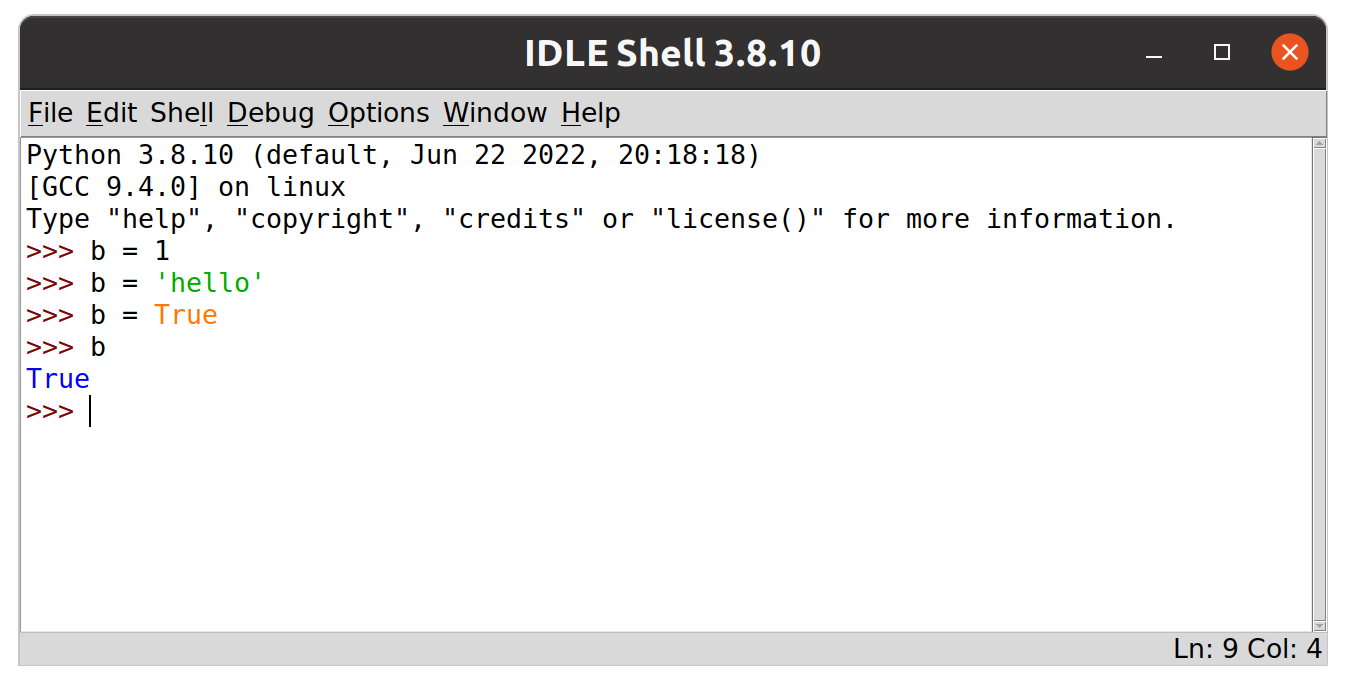 IDLE Shell 3.8.10
File Edit Shell Debug Options Window Help
Python 3.8.10 (default, Jun 22 2022, 20:18:18)
[GCC 9.4.0] on linux
Type "help", "copyright", "credits" or "license()" for more information.
>>> b = 1
>>> b = 'hello'
>>> b = True
>>> b
True
>>>
Ln: 9 Col: 4